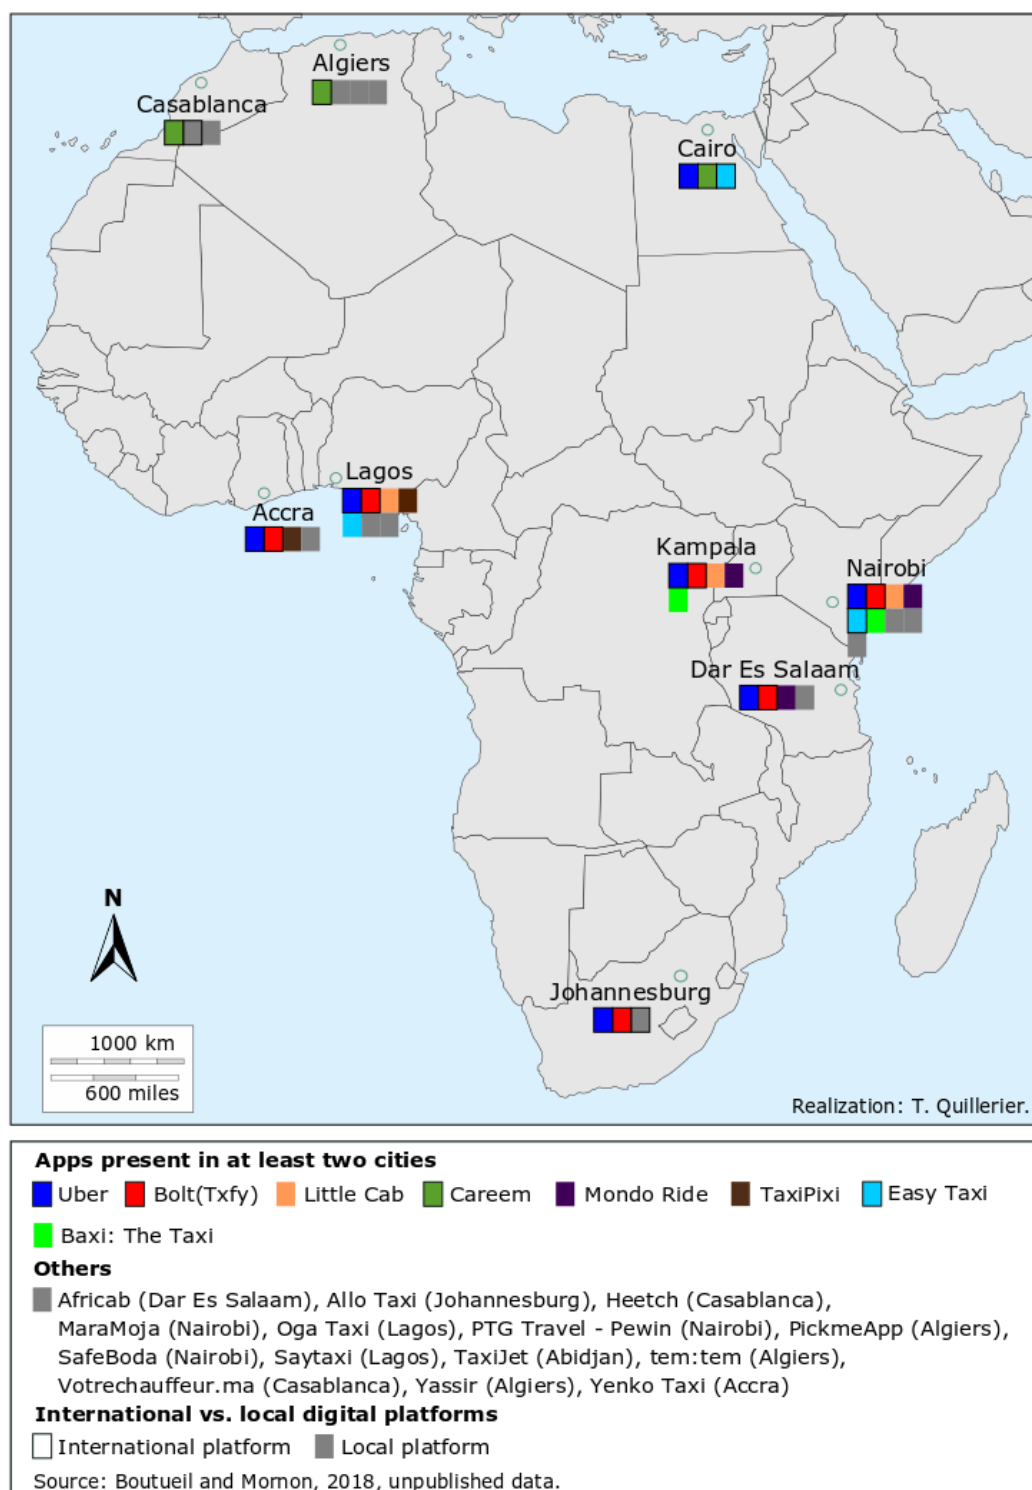 Algiers
Casablanca
Cairo
Lagos
Accra
Kampala
Nairobi
Dar Es Salaam
Johannesburg
N
1000 km
600 miles
Realization: T. Quillerier.
Apps present in at least two cities
Uber Bolt(Txfy) Little Cab Careem Mondo Ride TaxiPixi Easy Taxi
Baxi: The Taxi
Others
Africab (Dar Es Salaam), Allo Taxi (Johannesburg), Heetch (Casablanca),
MaraMoja (Nairobi), Oga Taxi (Lagos), PTG Travel - Pewin (Nairobi), PickmeApp (Algiers),
SafeBoda (Nairobi), Saytaxi (Lagos), TaxiJet (Abidjan), tem:tem (Algiers),
Votrechauffeur.ma (Casablanca), Yassir (Algiers), Yenko Taxi (Accra)
International vs. local digital platforms
International platform Local platform
Source: Boutueil and Mornon, 2018, unpublished data.